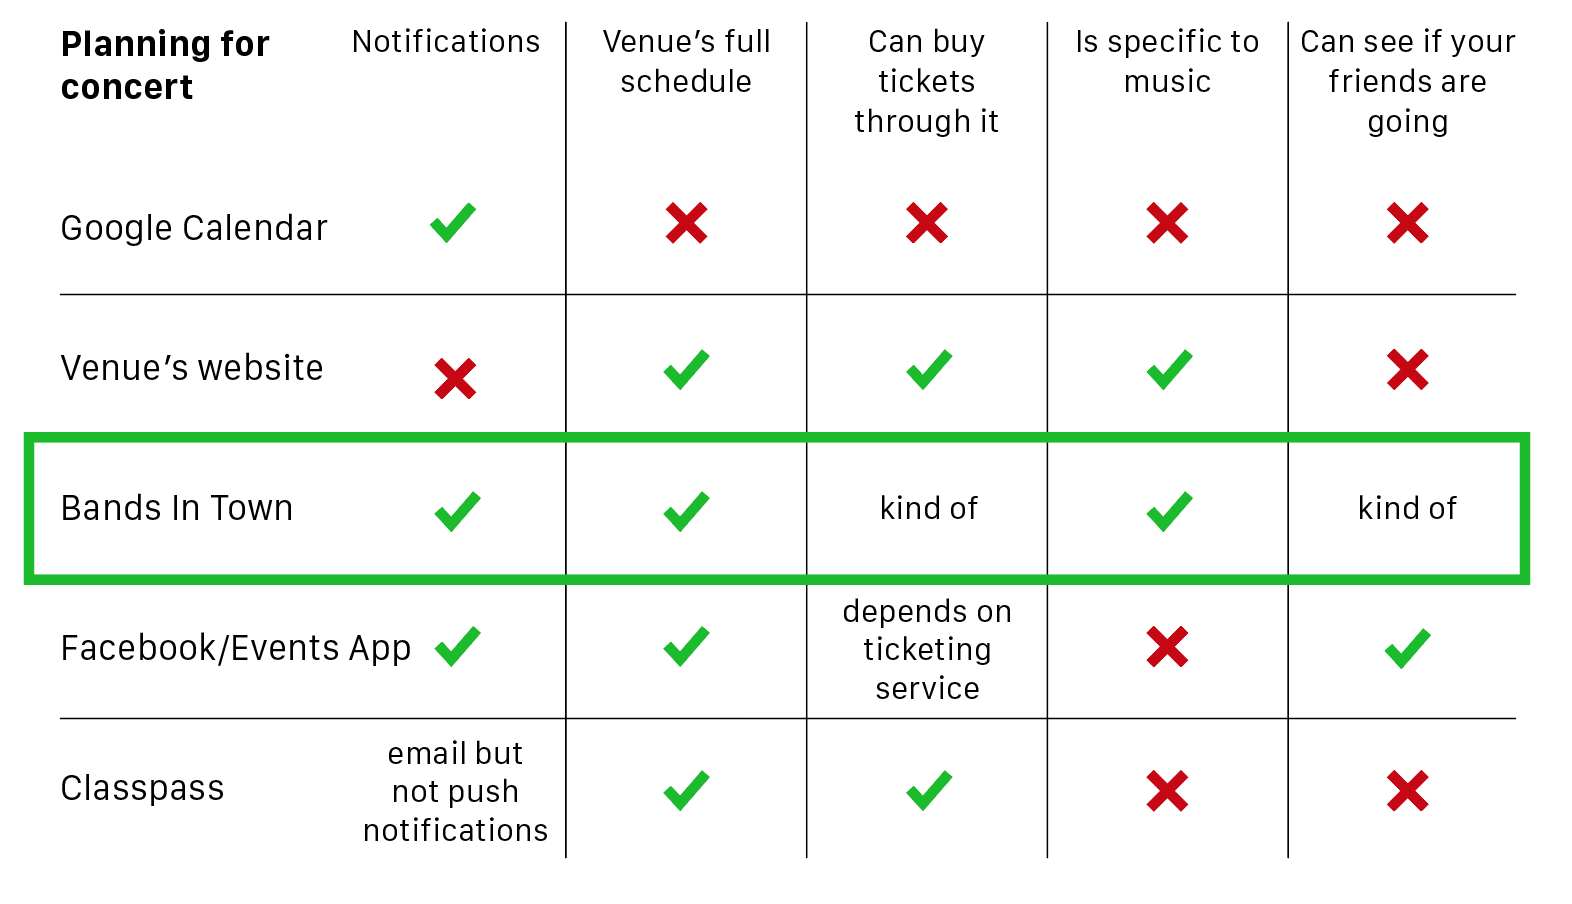 Planning for
concert
Notifications
Venue’s full
schedule
Can buy
tickets
through it
Is specific to
music
Can see if your
friends are
going
Google Calendar
Venue’s website
Bands In Town
kind of
kind of
Facebook/Events App
depends on
ticketing
service
Classpass
email but
not push
notifications